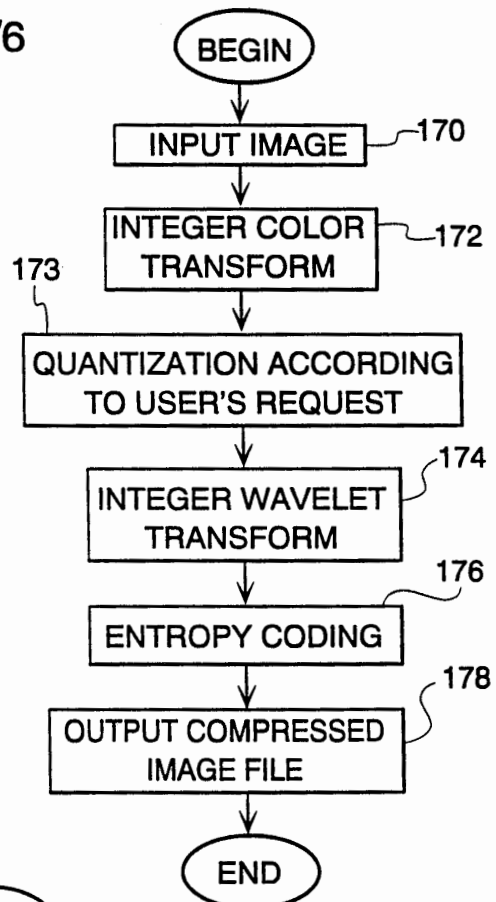 /6
BEGIN
INPUT IMAGE
170
INTEGER COLOR
TRANSFORM
172
173
QUANTIZATION ACCORDING
TO USER'S REQUEST
INTEGER WAVELET
TRANSFORM
174
ENTROPY CODING
176
OUTPUT COMPRESSED
IMAGE FILE
178
END